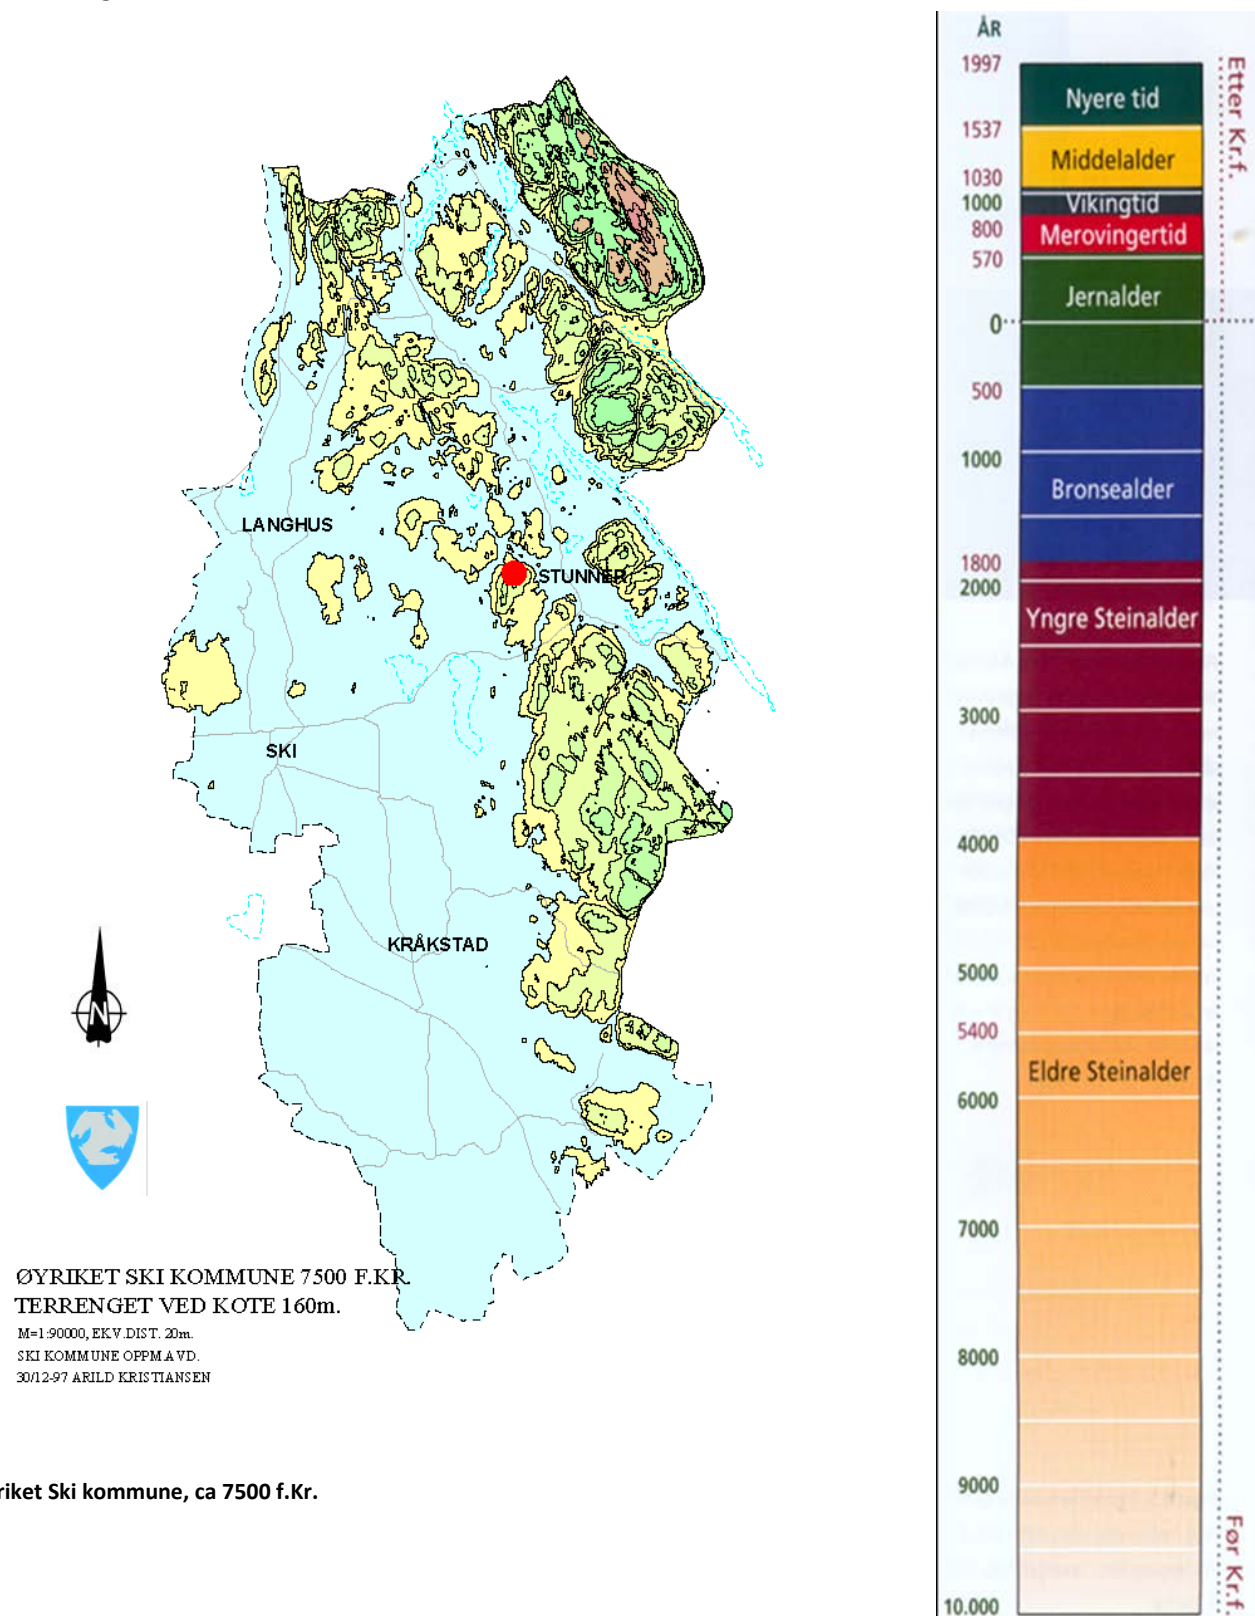 LANGHUS
STUNNER
SKI
KRÅKSTAD
N
ØYRIKET SKI KOMMUNE 7500 F.KR.
TERRENGET VED KOTE 160m.
M=1:90000, EKV.DIST. 20m.
SKI KOMMUNE OPPM.AVD.
30/12-97 ARILD KRISTIANSEN
riket Ski kommune, ca 7500 f.Kr.
ÅR
1997
Nyere tid
1537
Middelalder
1030
1000
Vikingtid
800
Merovingertid
570
Jernalder
0
500
1000
Bronsealder
1800
2000
Yngre Steinalder
3000
4000
5000
5400
Eldre Steinalder
6000
7000
8000
9000
10.000
Etter Kr.f.
Før Kr.f.